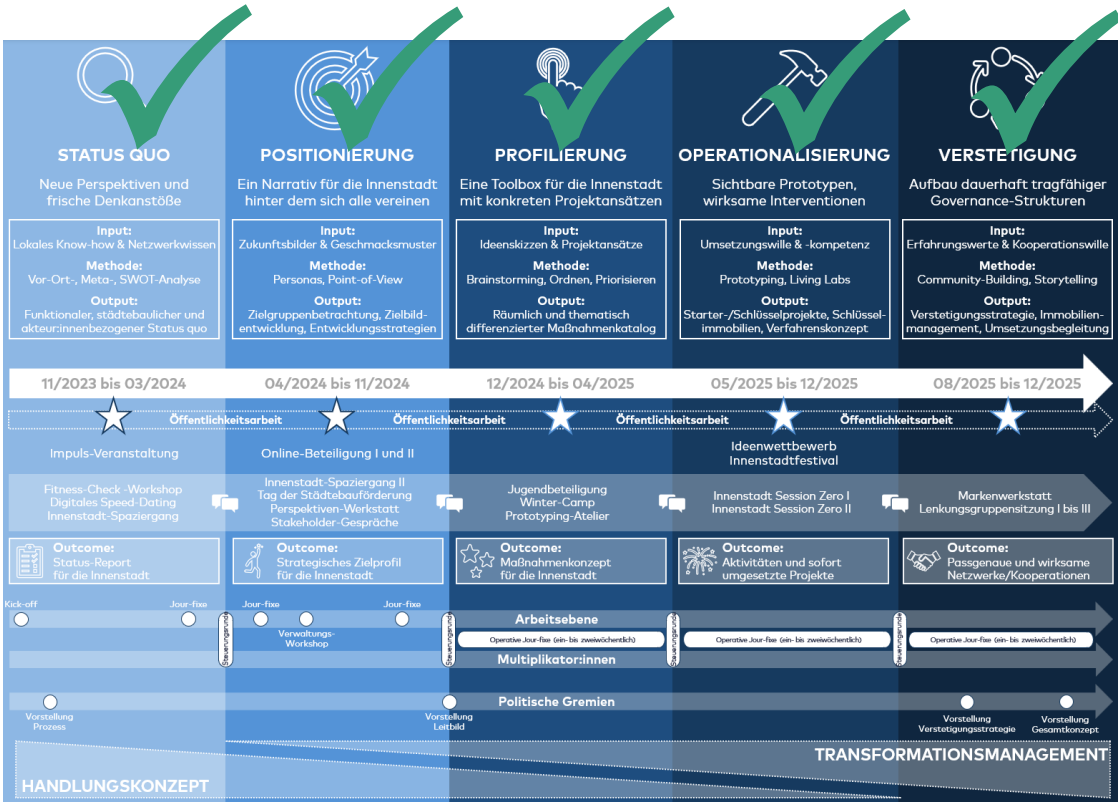 STATUS QUO
Neue Perspektiven und
frische Denkanstöße
Input:
Lokales Know-how & Netzwerkwissen
Methode:
Vor-Ort-, Meta-, SWOT-Analyse
Output:
Funktionaler, städtebaulicher und
akteur:innenbezogener Status quo
POSITIONIERUNG
Ein Narrativ für die Innenstadt
hinter dem sich alle vereinen
Input:
Zukunftsbilder & Geschmacksmuster
Methode:
Personas, Point-of-View
Output:
Zielgruppenbetrachtung, Zielbild-
entwicklung, Entwicklungsstrategien
PROFILIERUNG
Eine Toolbox für die Innenstadt
mit konkreten Projektansätzen
Input:
Ideenskizzen & Projektansätze
Methode:
Brainstorming, Ordnen, Priorisieren
Output:
Räumlich und thematisch
differenzierter Maßnahmenkatalog
OPERATIONALISIERUNG
Sichtbare Prototypen,
wirksame Interventionen
Input:
Umsetzungswille & -kompetenz
Methode:
Prototyping, Living Labs
Output:
Starter-/Schlüsselprojekte, Schlüssel-
immobilien, Verfahrenskonzept
VERSTETIGUNG
Aufbau dauerhaft tragfähiger
Governance-Strukturen
Input:
Erfahrungswerte & Kooperationswille
Methode:
Community-Building, Storytelling
Output:
Verstetigungsstrategie, Immobilien-
management, Umsetzungsbegleitung
11/2023 bis 03/2024
04/2024 bis 11/2024
12/2024 bis 04/2025
05/2025 bis 12/2025
08/2025 bis 12/2025
Öffentlichkeitsarbeit
Öffentlichkeitsarbeit
Öffentlichkeitsarbeit
Öffentlichkeitsarbeit
Impuls-Veranstaltung
Online-Beteiligung I und II
Ideenwettbewerb
Innenstadtfestival
Fitness-Check -Workshop
Digitales Speed-Dating
Innenstadt-Spaziergang
Innenstadt-Spaziergang II
Tag der Städtebauförderung
Perspektiven-Werkstatt
Stakeholder-Gespräche
Jugendbeteiligung
Winter-Camp
Prototyping-Atelier
Innenstadt Session Zero I
Innenstadt Session Zero II
Markenwerkstatt
Lenkungsgruppensitzung I bis III
Outcome:
Status-Report
für die Innenstadt
Outcome:
Strategisches Zielprofil
für die Innenstadt
Outcome:
Maßnahmenkonzept
für die Innenstadt
Outcome:
Aktivitäten und sofort
umgesetzte Projekte
Outcome:
Passgenaue und wirksame
Netzwerke/Kooperationen
Kick-off
Jour-fixe
Jour-fixe
Jour-fixe
Arbeitsebene
Verwaltungs-
Workshop
Steuerungsrunde
Steuerungsrunde
Steuerungsrunde
Steuerungsrunde
Operative Jour-fixe (ein- bis zweiwöchentlich)
Operative Jour-fixe (ein- bis zweiwöchentlich)
Operative Jour-fixe (ein- bis zweiwöchentlich)
Multiplikator:innen
Politische Gremien
Vorstellung
Prozess
Vorstellung
Leitbild
Vorstellung
Verstetigungsstrategie
Vorstellung
Gesamtkonzept
TRANSFORMATIONSMANAGEMENT
HANDLUNGSKONZEPT